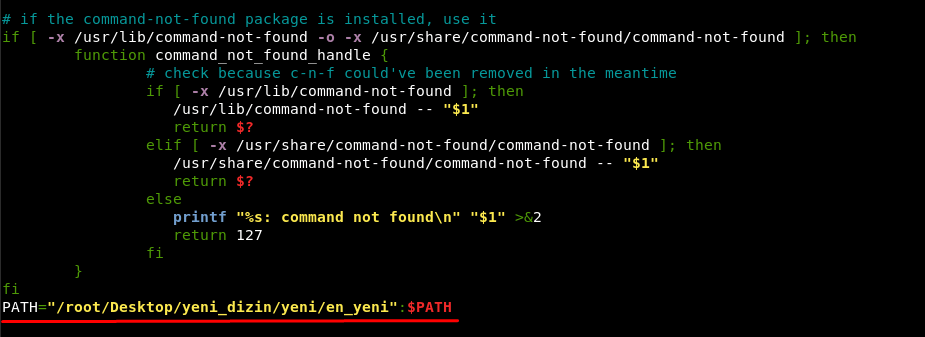 # if the command-not-found package is installed, use it
if [ -x /usr/lib/command-not-found -o -x /usr/share/command-not-found/command-not-found ]; then
        function command_not_found_handle {
                # check because c-n-f could've been removed in the meantime
                if [ -x /usr/lib/command-not-found ]; then
                   /usr/lib/command-not-found -- "$1"
                   return $?
                elif [ -x /usr/share/command-not-found/command-not-found ]; then
                   /usr/share/command-not-found/command-not-found -- "$1"
                   return $?
                else
                   printf "%s: command not found\n" "$1" >&2
                   return 127
                fi
        }
fi
PATH="/root/Desktop/yeni_dizin/yeni/en_yeni":$PATH